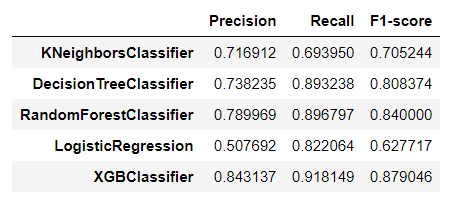 Precision Recall F1-score
KNeighborsClassifier 0.716912 0.693950 0.705244
DecisionTreeClassifier 0.738235 0.893238 0.808374
RandomForestClassifier 0.789969 0.896797 0.840000
LogisticRegression 0.507692 0.822064 0.627717
XGBClassifier 0.843137 0.918149 0.879046